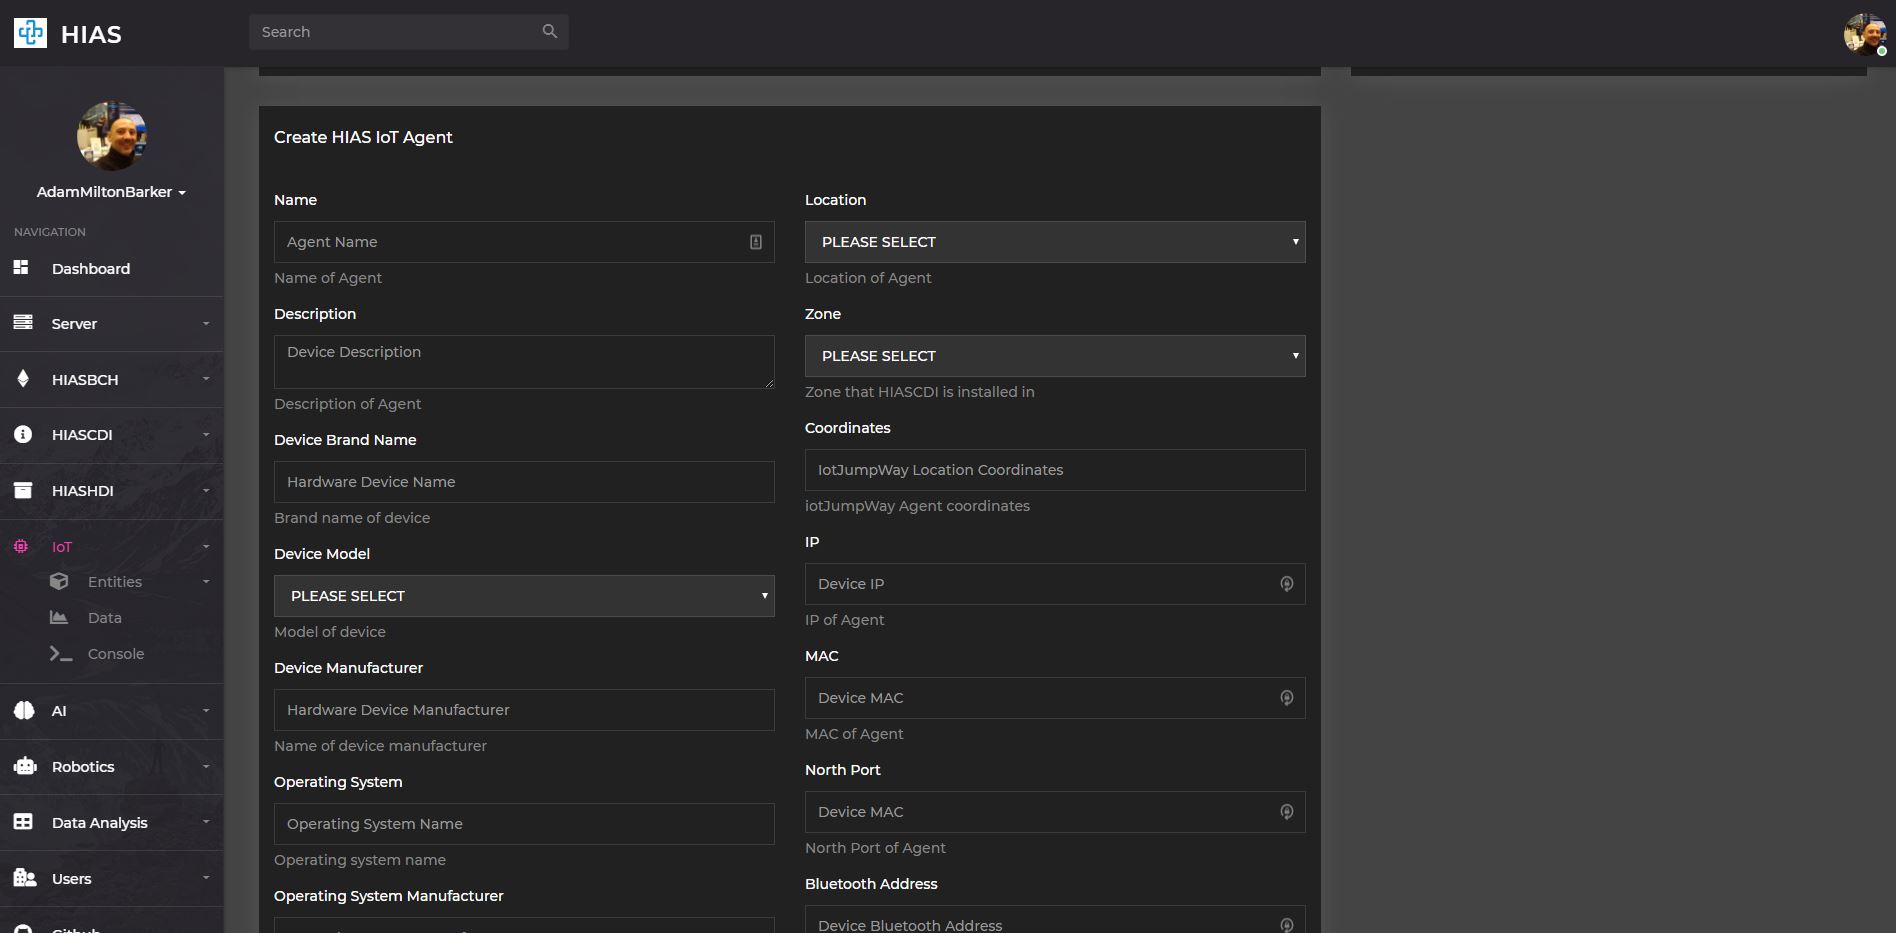 HIAS
Search
AdamMiltonBarker
NAVIGATION
Dashboard
Server
HIASBCH
HIASCDI
HIASHDI
IoT
Entities
Data
Console
AI
Robotics
Data Analysis
Users
Github
Create HIAS IoT Agent
Name
Agent Name
Name of Agent
Description
Device Description
Description of Agent
Device Brand Name
Hardware Device Name
Brand name of device
Device Model
PLEASE SELECT
Model of device
Device Manufacturer
Hardware Device Manufacturer
Name of device manufacturer
Operating System
Operating System Name
Operating system name
Operating System Manufacturer
Location
PLEASE SELECT
Location of Agent
Zone
PLEASE SELECT
Zone that HIASCDI is installed in
Coordinates
IotJumpWay Location Coordinates
iotJumpWay Agent coordinates
IP
Device IP
IP of Agent
MAC
Device MAC
MAC of Agent
North Port
Device MAC
North Port of Agent
Bluetooth Address
Device Bluetooth Address